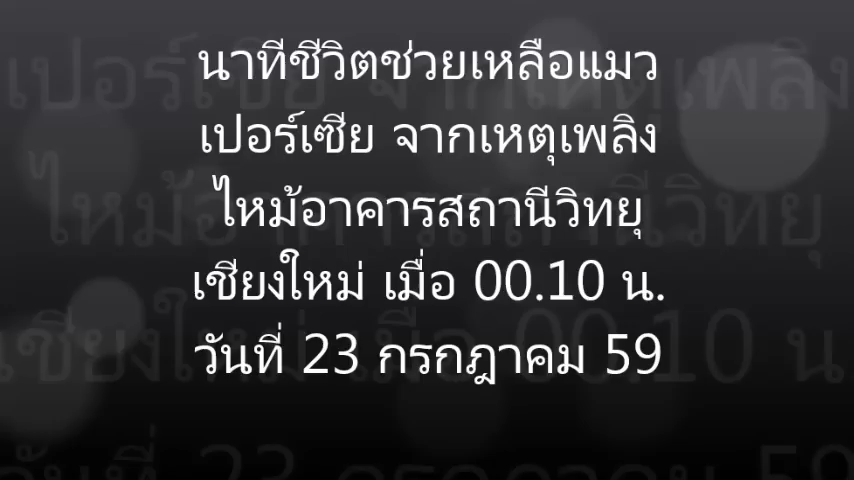 นาทีชีวิตช่วยเหลือแมว
เปอร์เซีย จากเหตุเพลิง
ไหม้อาคารสถานีวิทยุ
เชียงใหม่ เมื่อ 00.10 น.
วันที่ 23 กรกฎาคม 59